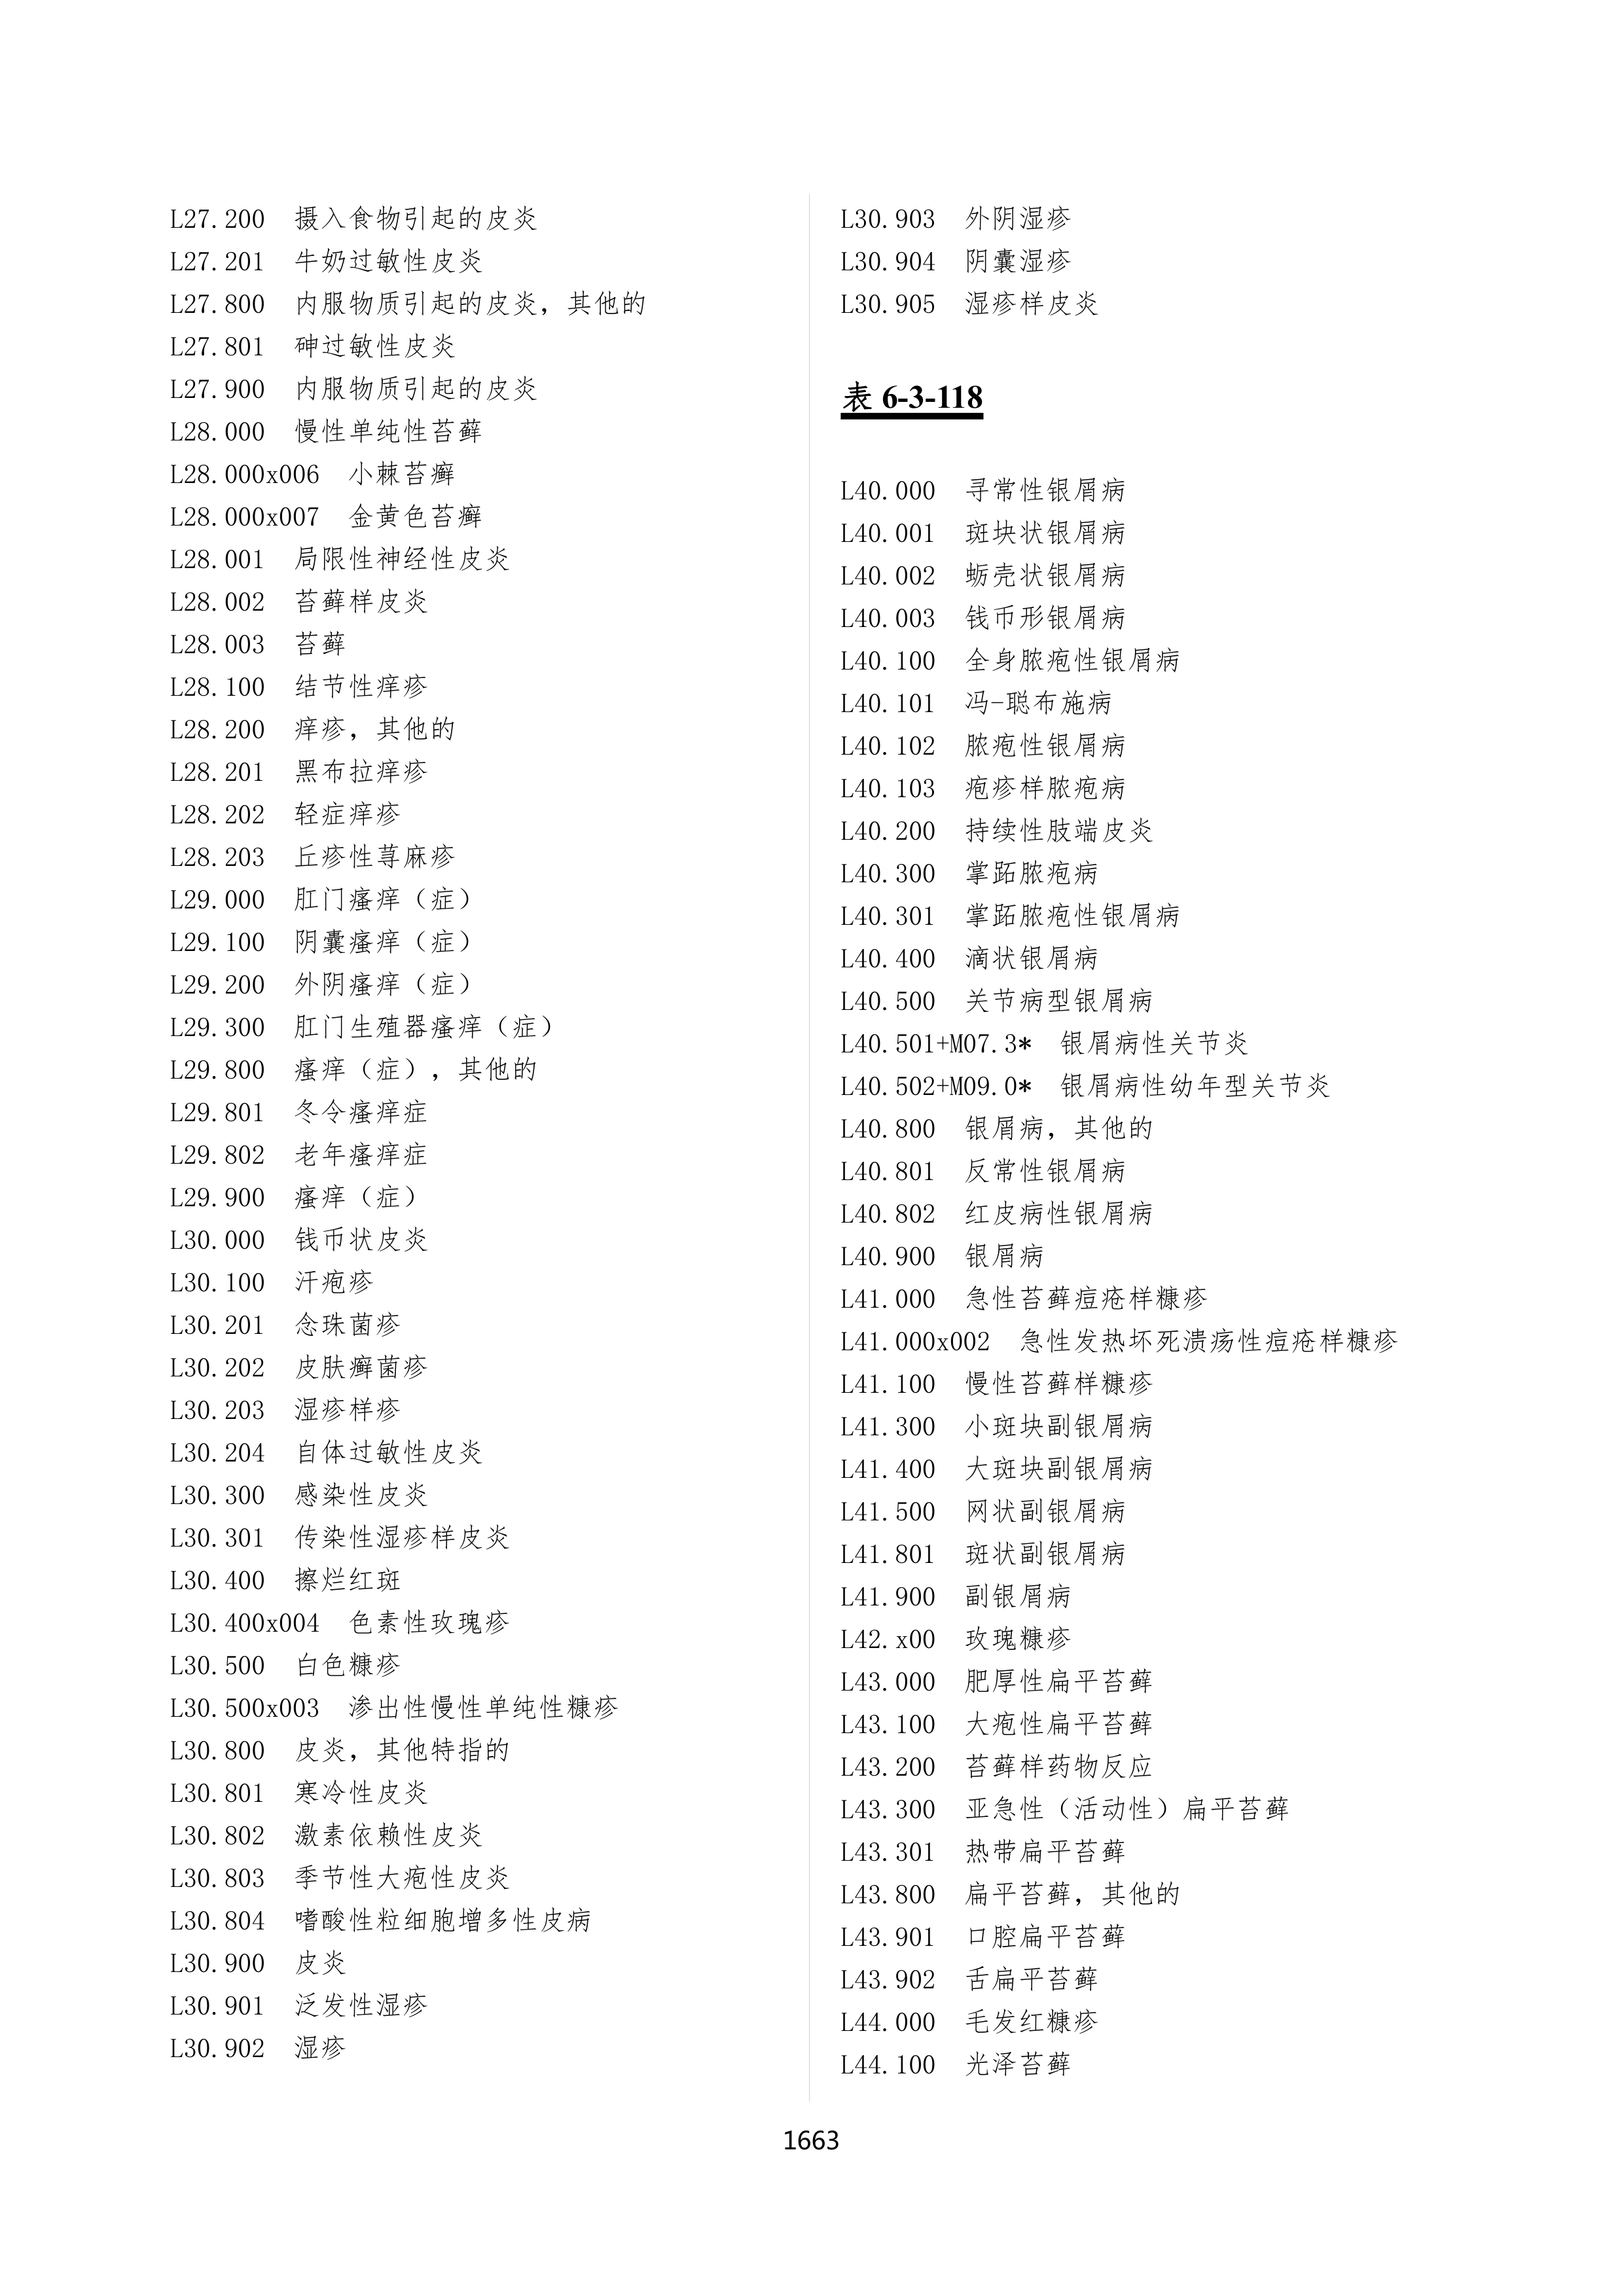 L27.200 摄入食物引起的皮炎
L27.201 牛奶过敏性皮炎
L27.800 内服物质引起的皮炎，其他的
L27.801 砷过敏性皮炎
L27.900 内服物质引起的皮炎
L28.000 慢性单纯性苔藓
L28.000x006 小棘苔癣
L28.000x007 金黄色苔癣
L28.001 局限性神经性皮炎
L28.002 苔藓样皮炎
L28.003 苔藓
L28.100 结节性痒疹
L28.200 痒疹，其他的
L28.201 黑布拉痒疹
L28.202 轻症痒疹
L28.203 丘疹性荨麻疹
L29.000 肛门瘙痒（症）
L29.100 阴囊瘙痒（症）
L29.200 外阴瘙痒（症）
L29.300 肛门生殖器瘙痒（症）
L29.800 瘙痒（症），其他的
L29.801 冬令瘙痒症
L29.802 老年瘙痒症
L29.900 瘙痒（症）
L30.000 钱币状皮炎
L30.100 汗疱疹
L30.201 念珠菌疹
L30.202 皮肤癣菌疹
L30.203 湿疹样疹
L30.204 自体过敏性皮炎
L30.300 感染性皮炎
L30.301 传染性湿疹样皮炎
L30.400 擦烂红斑
L30.400x004 色素性玫瑰疹
L30.500 白色糠疹
L30.500x003 渗出性慢性单纯性糠疹
L30.800 皮炎，其他特指的
L30.801 寒冷性皮炎
L30.802 激素依赖性皮炎
L30.803 季节性大疱性皮炎
L30.804 嗜酸性粒细胞增多性皮病
L30.900 皮炎
L30.901 泛发性湿疹
L30.902 湿疹
L30.903 外阴湿疹
L30.904 阴囊湿疹
L30.905 湿疹样皮炎
表 6-3-118
L40.000 寻常性银屑病
L40.001 斑块状银屑病
L40.002 蛎壳状银屑病
L40.003 钱币形银屑病
L40.100 全身脓疱性银屑病
L40.101 冯-聪布施病
L40.102 脓疱性银屑病
L40.103 疱疹样脓疱病
L40.200 持续性肢端皮炎
L40.300 掌跖脓疱病
L40.301 掌跖脓疱性银屑病
L40.400 滴状银屑病
L40.500 关节病型银屑病
L40.501+M07.3* 银屑病性关节炎
L40.502+M09.0* 银屑病性幼年型关节炎
L40.800 银屑病，其他的
L40.801 反常性银屑病
L40.802 红皮病性银屑病
L40.900 银屑病
L41.000 急性苔藓痘疮样糠疹
L41.000x002 急性发热坏死溃疡性痘疮样糠疹
L41.100 慢性苔藓样糠疹
L41.300 小斑块副银屑病
L41.400 大斑块副银屑病
L41.500 网状副银屑病
L41.801 斑状副银屑病
L41.900 副银屑病
L42.x00 玫瑰糠疹
L43.000 肥厚性扁平苔藓
L43.100 大疱性扁平苔藓
L43.200 苔藓样药物反应
L43.300 亚急性（活动性）扁平苔藓
L43.301 热带扁平苔藓
L43.800 扁平苔藓，其他的
L43.901 口腔扁平苔藓
L43.902 舌扁平苔藓
L44.000 毛发红糠疹
L44.100 光泽苔藓
1663